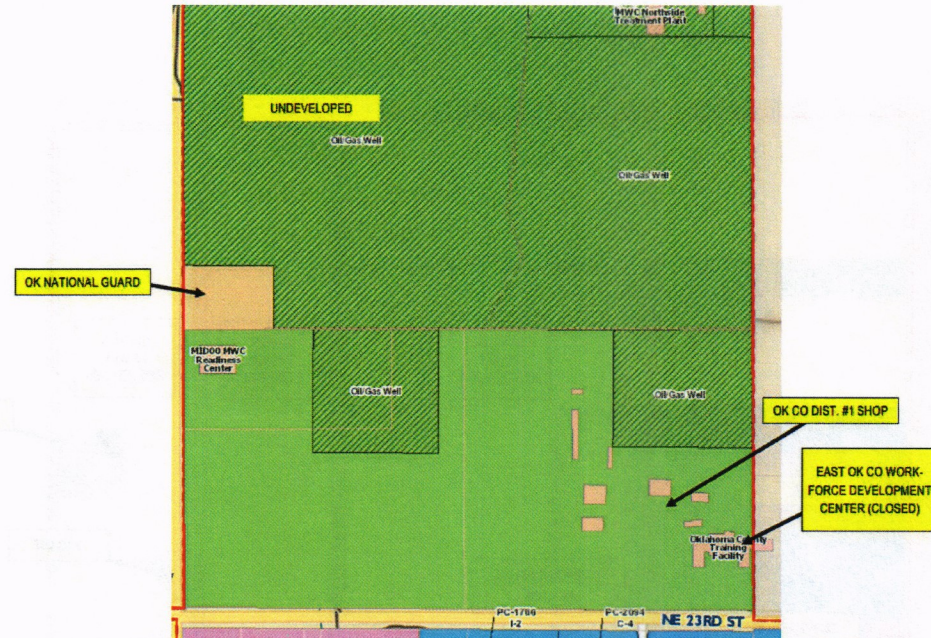 MWC Northside
Treatment Plant
UNDEVELOPED
Oil/Gas Well
Oil/Gas Well
OK NATIONAL GUARD
MID00 MWC
Readiness
Center
Oil/Gas Well
Oil/Gas Well
OK CO DIST. #1 SHOP
EAST OK CO WORK-
FORCE DEVELOPMENT
CENTER (CLOSED)
Oklahoma County
Training
Facility
PC-1786
I-2
PC-2094
C-4
NE 23RD ST